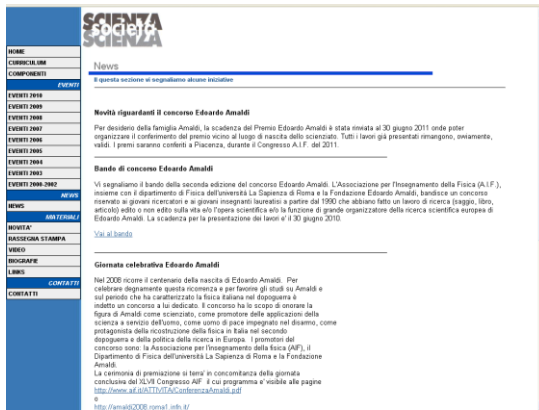 SCIENZA
società
SCIENZA
HOME
CURRICULUM
COMPONENTI
EVENTI
EVENTI 2010
EVENTI 2009
EVENTI 2008
EVENTI 2007
EVENTI 2006
EVENTI 2005
EVENTI 2004
EVENTI 2003
EVENTI 2000-2002
NEWS
NEWS
MATERIALI
NOVITA'
RASSEGNA STAMPA
VIDEO
BIOGRAFIE
LINKS
CONTATTI
CONTATTI
News
In questa sezione vi segnaliamo alcune iniziative
Novità riguardanti il concorso Edoardo Amaldi
Per desiderio della famiglia Amaldi, la scadenza del Premio Edoardo Amaldi è stata rinviata al 30 giugno 2011 onde poter
organizzare il conferimento del premio vicino al luogo di nascita dello scienziato. Tutti i lavori già presentati rimangono, ovviamente,
validi. I premi saranno conferiti a Piacenza, durante il Congresso A.I.F. del 2011.
Bando di concorso Edoardo Amaldi
Vi segnaliamo il bando della seconda edizione del concorso Edoardo Amaldi. L'Associazione per l'Insegnamento della Fisica (A.I.F.),
insieme con il dipartimento di Fisica dell'Università La Sapienza di Roma e la Fondazione Edoardo Amaldi, bandisce un concorso
riservato ai giovani ricercatori e ai giovani insegnanti laureatisi a partire dal 1990 che abbiano fatto un lavoro di ricerca (saggio, libro,
articolo) edito o non edito sulla vita e/o l'opera scientifica e/o la funzione di grande organizzatore della ricerca scientifica europea di
Edoardo Amaldi. La scadenza per la presentazione dei lavori e' il 30 giugno 2010.
Vai al bando
Giornata celebrativa Edoardo Amaldi
Nel 2008 ricorre il centenario della nascita di Edoardo Amaldi. Per
celebrare degnamente questa ricorrenza e per favorire gli studi su Amaldi e
sul periodo che ha caratterizzato la fisica italiana nel dopoguerra è
indetto un concorso a lui dedicato. Il concorso ha lo scopo di onorare la
figura di Amaldi come scienziato, come promotore delle applicazioni della
scienza a servizio dell'uomo, come uomo di pace impegnato nel disarmo, come
protagonista della ricostruzione della fisica in Italia nel secondo
dopoguerra e della politica della ricerca in Europa. I promotori del
concorso sono: la Associazione per l'insegnamento della fisica (AIF), il
Dipartimento di Fisica dell'università La Sapienza di Roma e la Fondazione
Amaldi.
La cerimonia di premiazione si terra' in concomitanza della giornata
conclusiva del XLVII Congresso AIF il cui programma e' visibile alle pagine
http://www.aif.it/ATTIVITA/ConferenzaAmaldi.pdf
e
http://amaldi2008.roma1.infn.it/